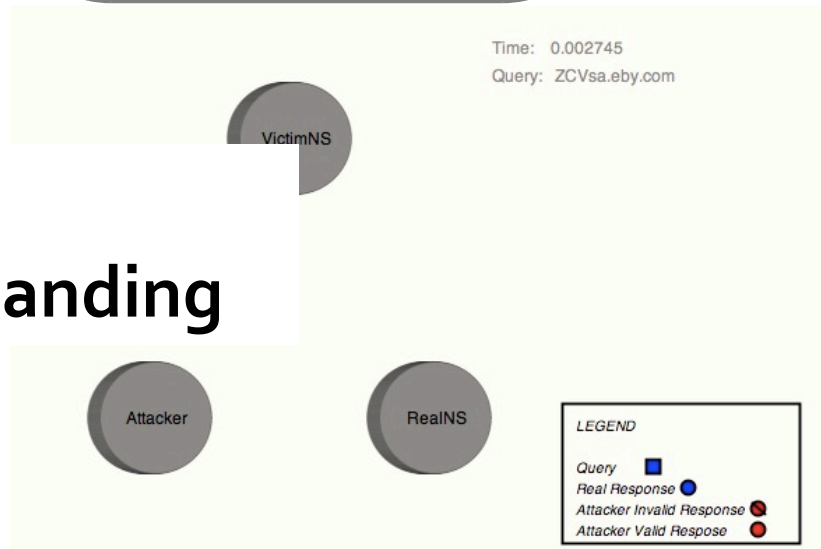 Time: 0.002745
Query: ZCVsa.eby.com
VictimNS
anding
Attacker
RealNS
LEGEND
Query
Real Response
Attacker Invalid Response
Attacker Valid Respose